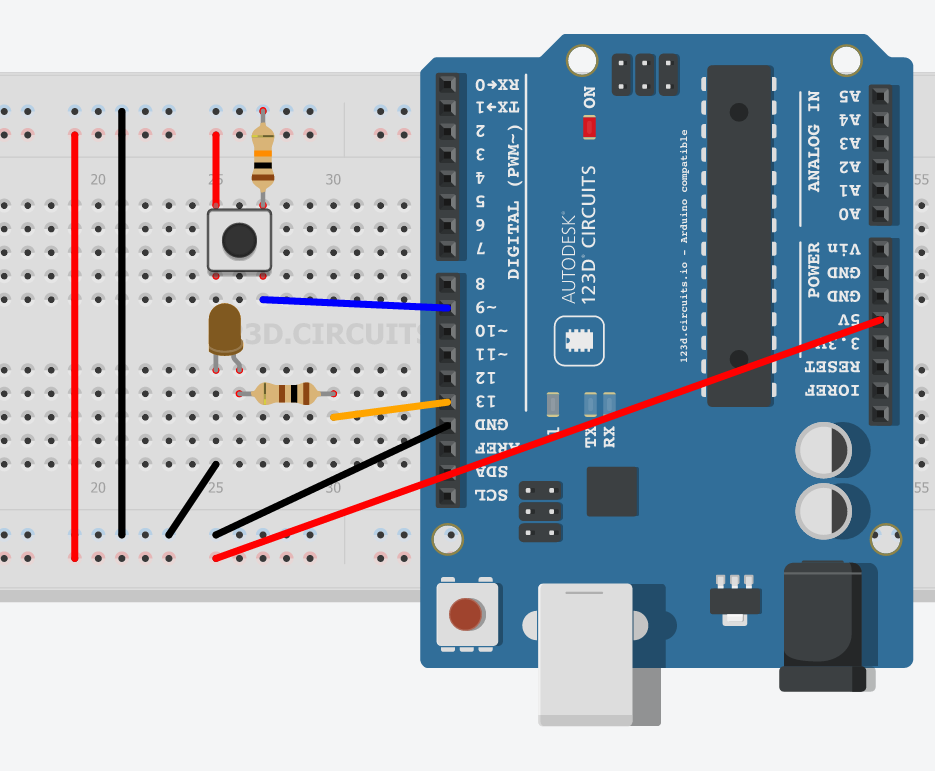 20
25
30
55
3D.CIRCUITS
20
25
30
55
RX←0
TX→1
2
3
4
5
6
7
DIGITAL (PWM~)
8
~9
~10
~11
12
13
GND
AREF
SDA
SCL
ON
AUTODESK®
123D® CIRCUITS
TX
RX
123d.circuits.io - Arduino compatible
ANALOG IN
A5
A4
A3
A2
A1
A0
POWER
Vin
GND
GND
5V
3.3V
RESET
IOREF